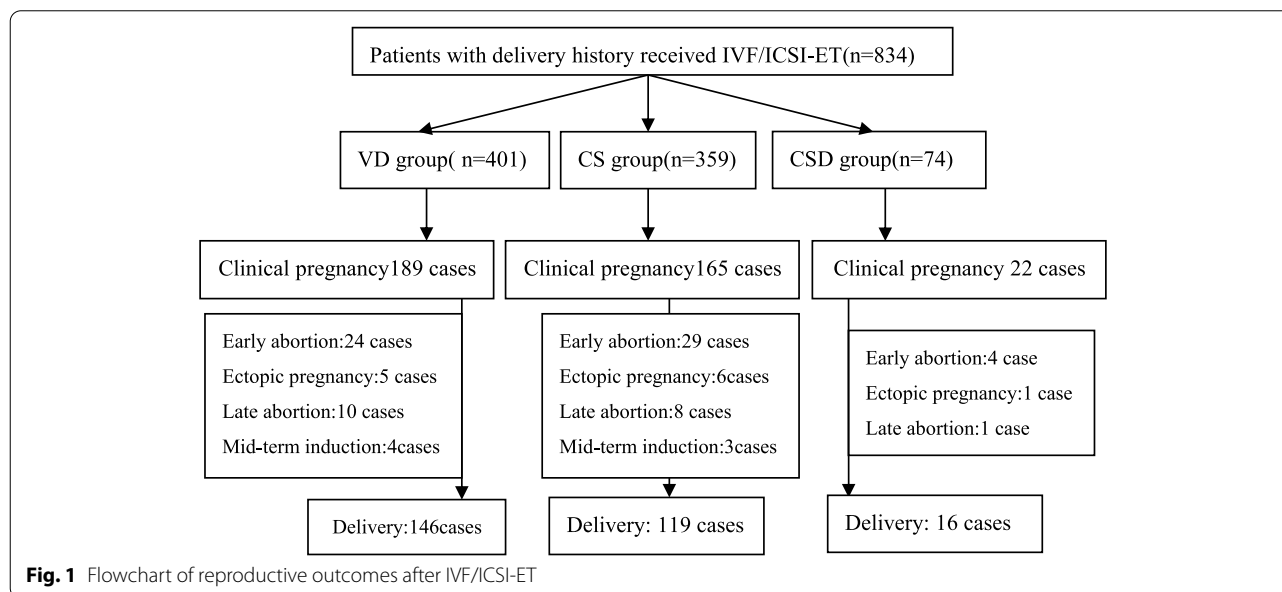 Patients with delivery history received IVF/ICSI-ET(n=834)
VD group( n=401)
CS group(n=359)
CSD group(n=74)
Clinical pregnancy189 cases
Clinical pregnancy165 cases
Clinical pregnancy 22 cases
Early abortion:24 cases
Ectopic pregnancy:5 cases
Late abortion:10 cases
Mid-term induction:4cases
Early abortion:29 cases
Ectopic pregnancy:6cases
Late abortion:8 cases
Mid-term induction:3cases
Early abortion:4 case
Ectopic pregnancy:1 case
Late abortion:1 case
Delivery:146cases
Delivery: 119 cases
Delivery: 16 cases
Fig. 1 Flowchart of reproductive outcomes after IVF/ICSI-ET